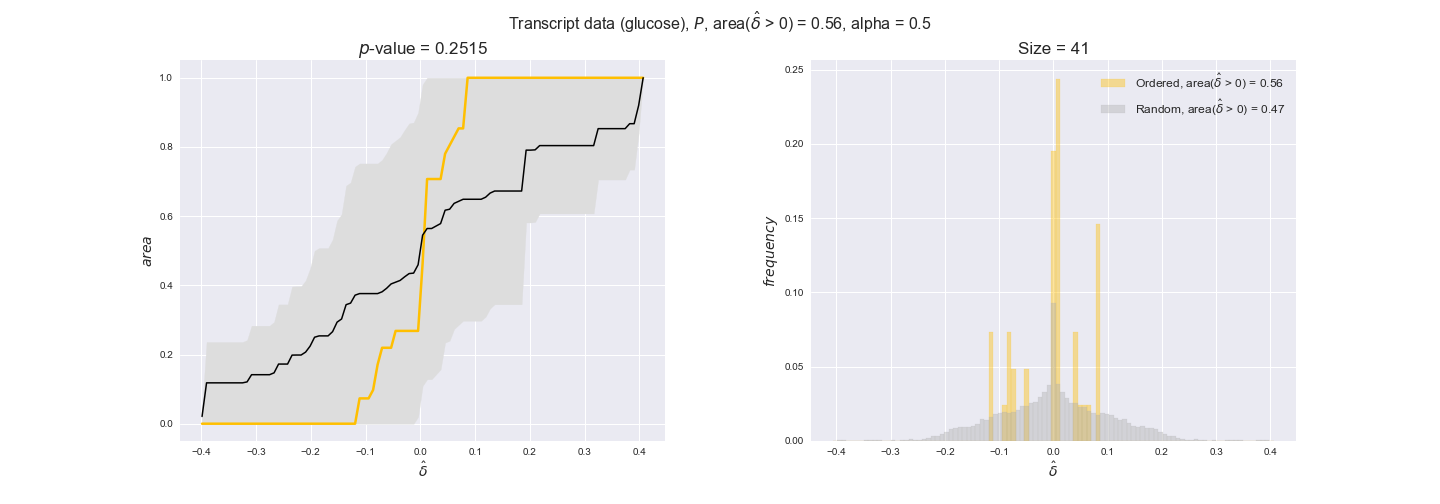 Transcript data (glucose), P, area(δ̂ > 0) = 0.56, alpha = 0.5
p-value = 0.2515
1.0
0.8
0.6
0.4
0.2
0.0
area
−0.4 −0.3 −0.2 −0.1 0.0 0.1 0.2 0.3 0.4
δ̂
Size = 41
0.25
0.20
0.15
0.10
0.05
0.00
frequency
Ordered, area(δ̂ > 0) = 0.56
Random, area(δ̂ > 0) = 0.47
−0.4 −0.3 −0.2 −0.1 0.0 0.1 0.2 0.3 0.4
δ̂